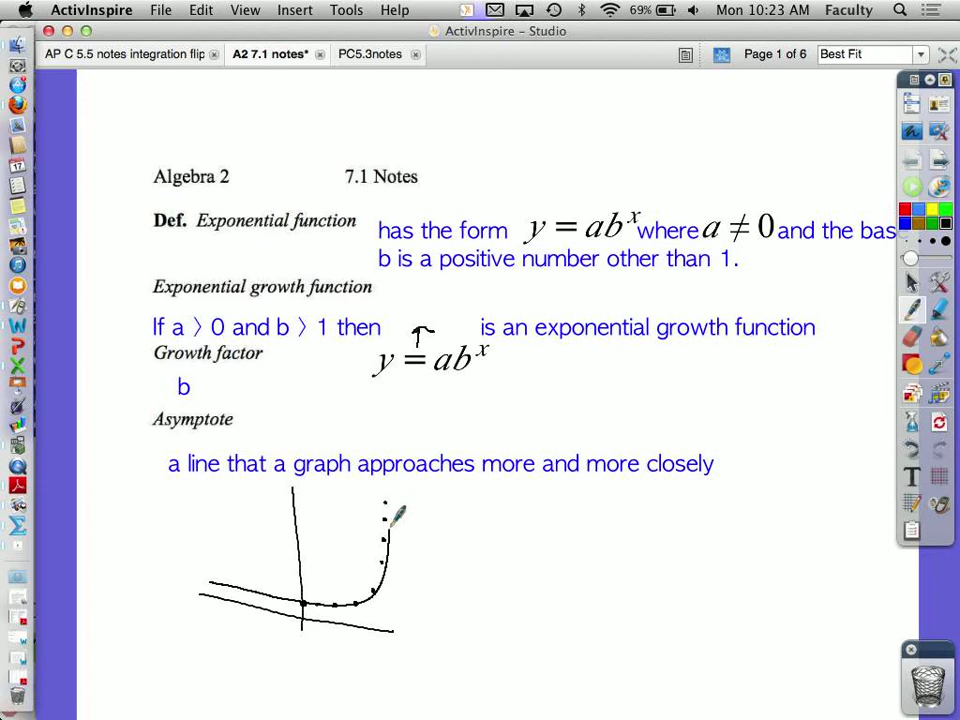 ActivInspire File Edit View Insert Tools Help 69% Mon 10:23 AM Faculty
ActivInspire - Studio
AP C 5.5 notes integration flip A2 7.1 notes* PC5.3notes Page 1 of 6 Best Fit
Algebra 2 7.1 Notes
Def. Exponential function has the form y = abˣ where a ≠ 0 and the bas
b is a positive number other than 1.
Exponential growth function
If a 〉 0 and b 〉 1 then is an exponential growth function
y = abˣ
Growth factor
b
Asymptote
a line that a graph approaches more and more closely